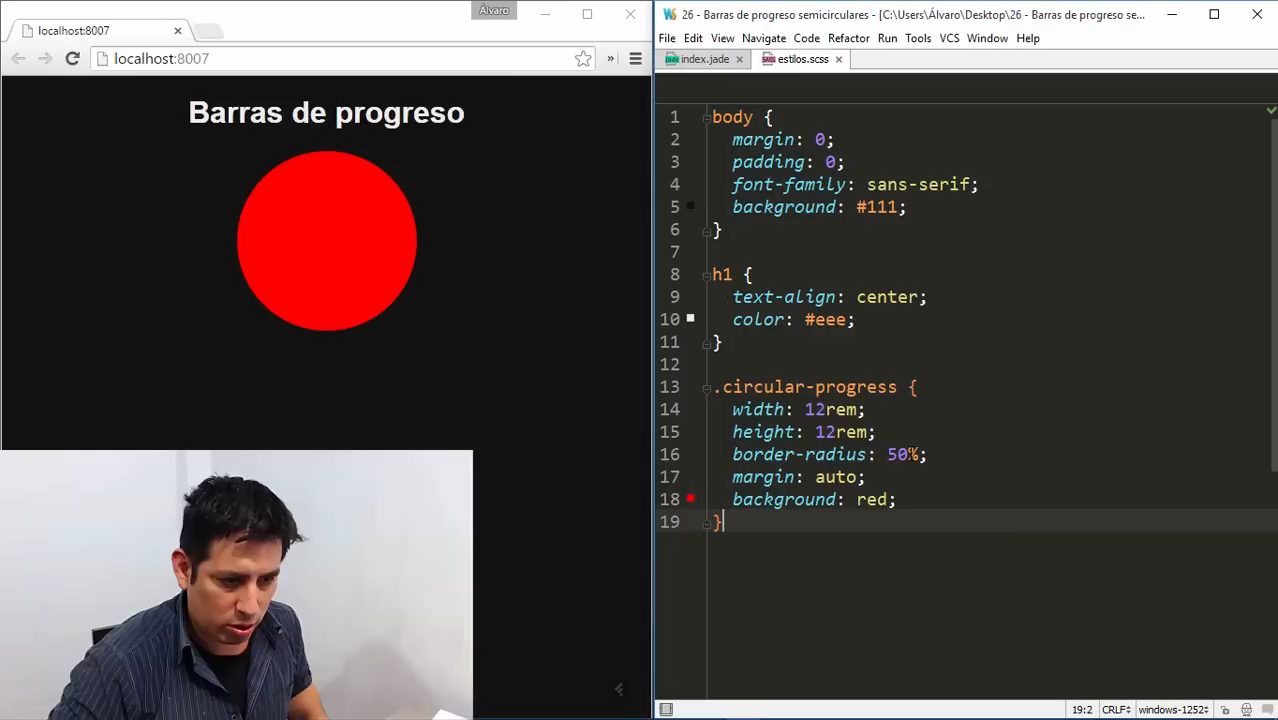 Álvaro
localhost:8007
localhost:8007
»
Barras de progreso
WS
26 - Barras de progreso semicirculares - [C:\Users\Álvaro\Desktop\26 - Barras de progreso se...
File Edit View Navigate Code Refactor Run Tools VCS Window Help
index.jade
estilos.scss
1 body {
2 margin: 0;
3 padding: 0;
4 font-family: sans-serif;
5 background: #111;
6 }
7
8 h1 {
9 text-align: center;
10 color: #eee;
11 }
12
13 .circular-progress {
14 width: 12rem;
15 height: 12rem;
16 border-radius: 50%;
17 margin: auto;
18 background: red;
19 }
19:2 CRLF windows-1252